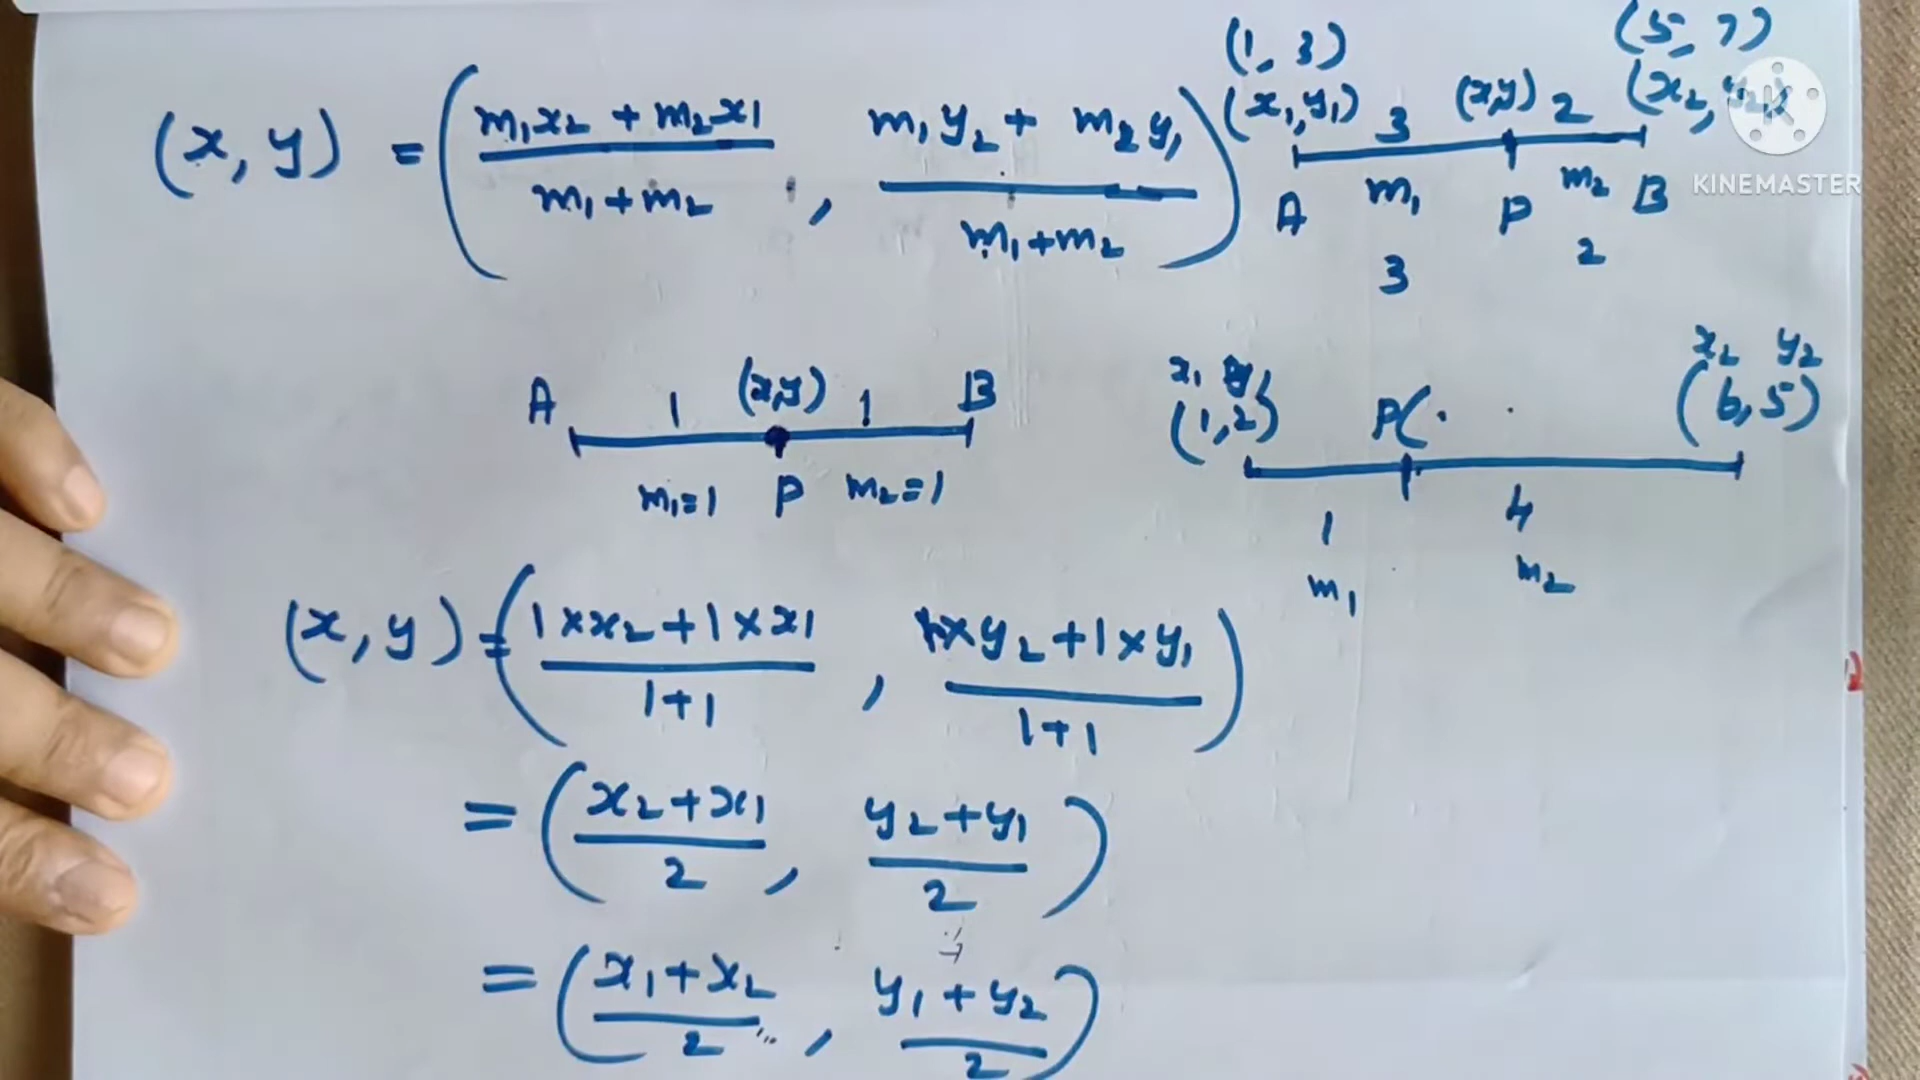 (x, y) = (m₁x₂ + m₂x₁ / m₁+m₂ , m₁y₂ + m₂y₁ / m₁+m₂)
(1, 3) (5, 7)
(x₁, y₁) 3 (x,y) 2 (x₂, y₂)
A m₁ P m₂ B
3 2
KINEMASTER
A 1 (x,y) 1 B
m₁=1 P m₂=1
x₁ y₁ x₂ y₂
(1,2) P( (6,5)
1 4
m₁ m₂
(x, y) = (1×x₂+1×x₁ / 1+1 , 1×y₂+1×y₁ / 1+1)
= (x₂+x₁ / 2 , y₂+y₁ / 2)
= (x₁+x₂ / 2 , y₁+y₂ / 2)